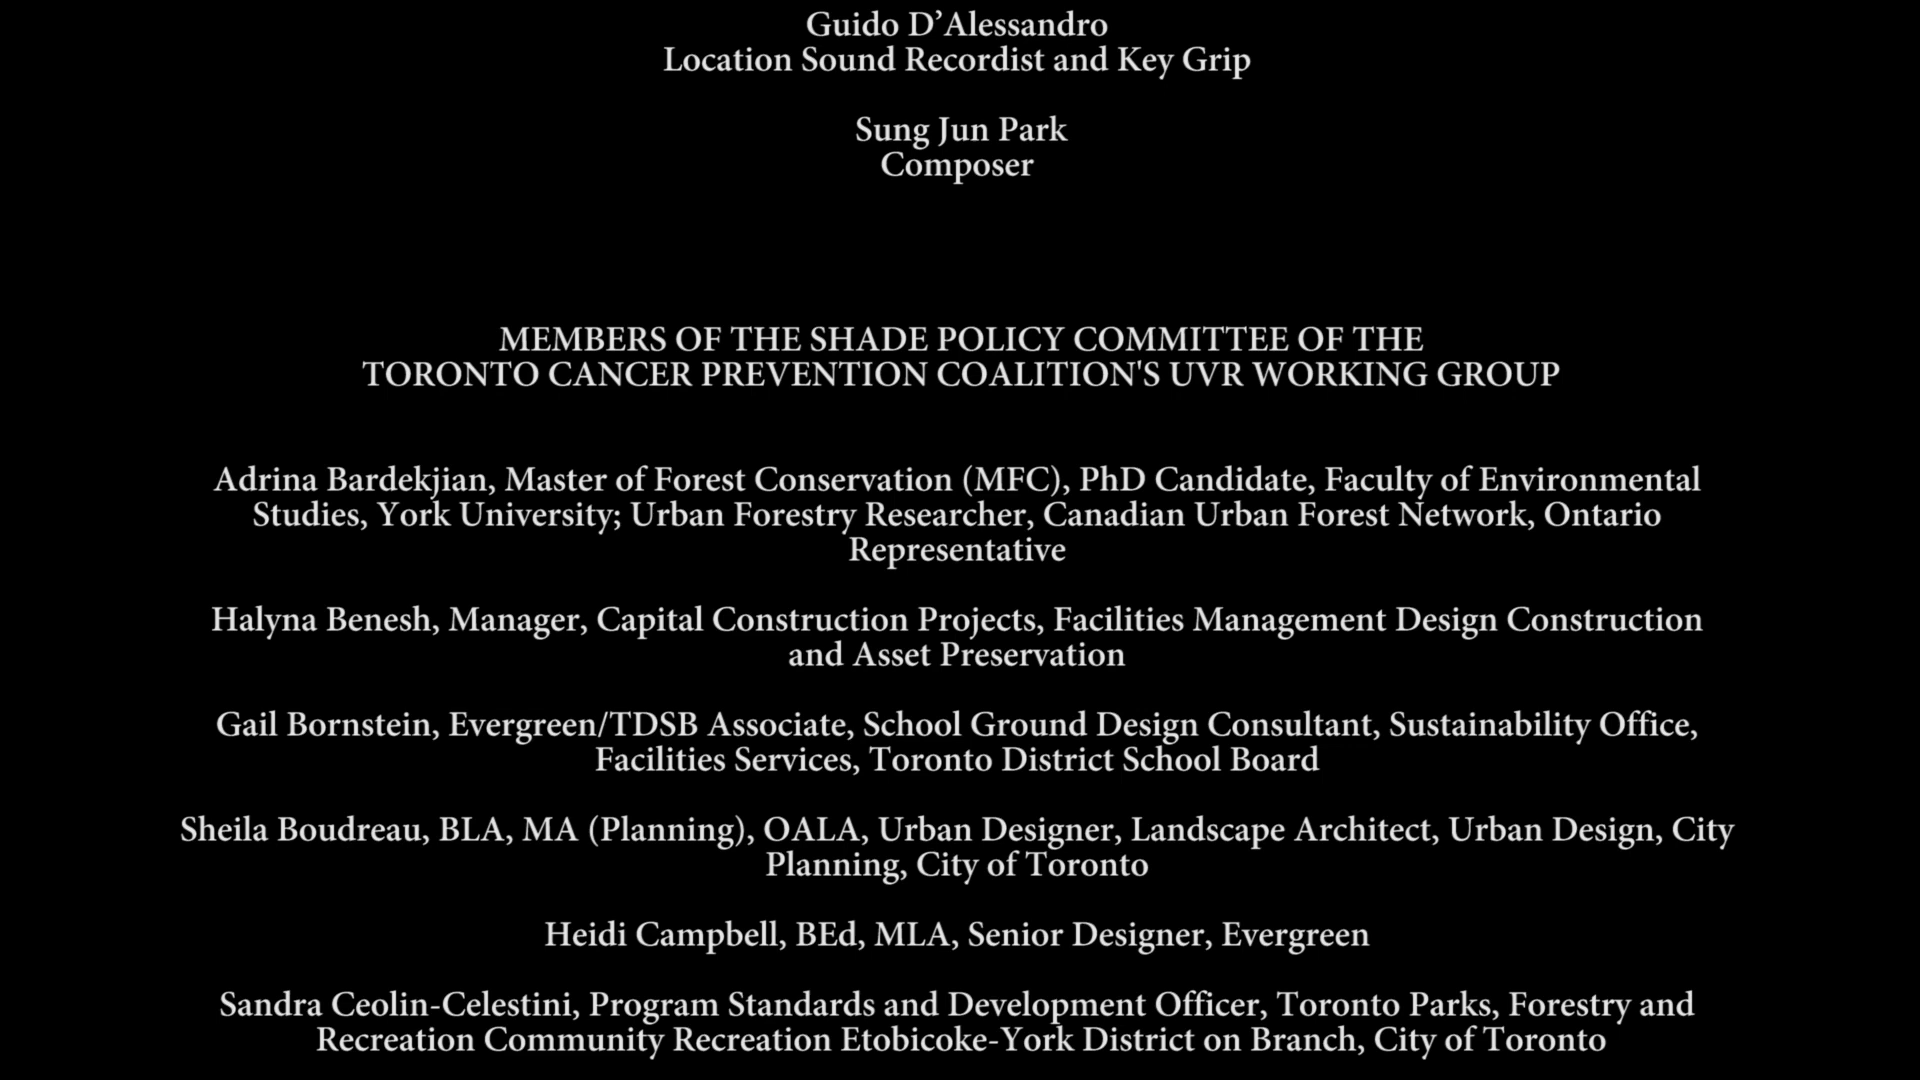 Guido D’Alessandro
Location Sound Recordist and Key Grip
Sung Jun Park
Composer
MEMBERS OF THE SHADE POLICY COMMITTEE OF THE
TORONTO CANCER PREVENTION COALITION'S UVR WORKING GROUP
Adrina Bardekjian, Master of Forest Conservation (MFC), PhD Candidate, Faculty of Environmental
Studies, York University; Urban Forestry Researcher, Canadian Urban Forest Network, Ontario
Representative
Halyna Benesh, Manager, Capital Construction Projects, Facilities Management Design Construction
and Asset Preservation
Gail Bornstein, Evergreen/TDSB Associate, School Ground Design Consultant, Sustainability Office,
Facilities Services, Toronto District School Board
Sheila Boudreau, BLA, MA (Planning), OALA, Urban Designer, Landscape Architect, Urban Design, City
Planning, City of Toronto
Heidi Campbell, BEd, MLA, Senior Designer, Evergreen
Sandra Ceolin-Celestini, Program Standards and Development Officer, Toronto Parks, Forestry and
Recreation Community Recreation Etobicoke-York District on Branch, City of Toronto